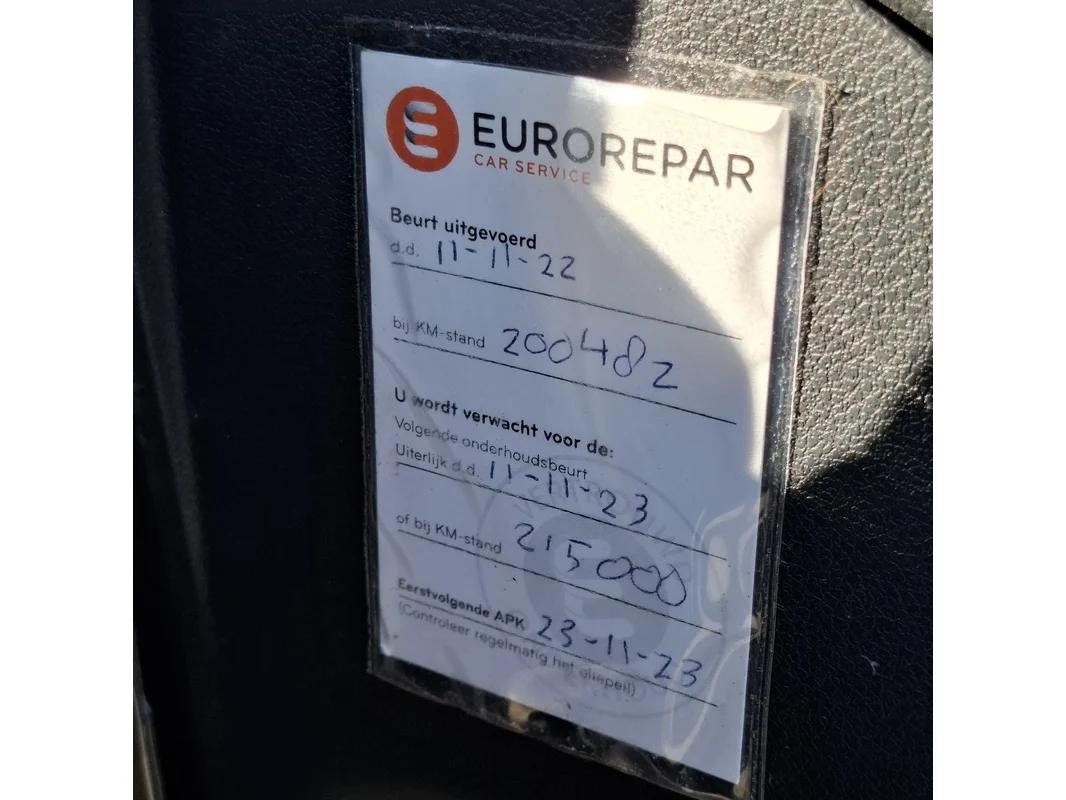 EUROREPAR
CAR SERVICE
Beurt uitgevoerd
d.d. 11-11-22
bij KM-stand 200482
U wordt verwacht voor de:
Volgende onderhoudsbeurt
Uiterlijk d.d. 11-11-23
of bij KM-stand 215000
Eerstvolgende APK 23-11-23
(Controleer regelmatig het oliepeil)